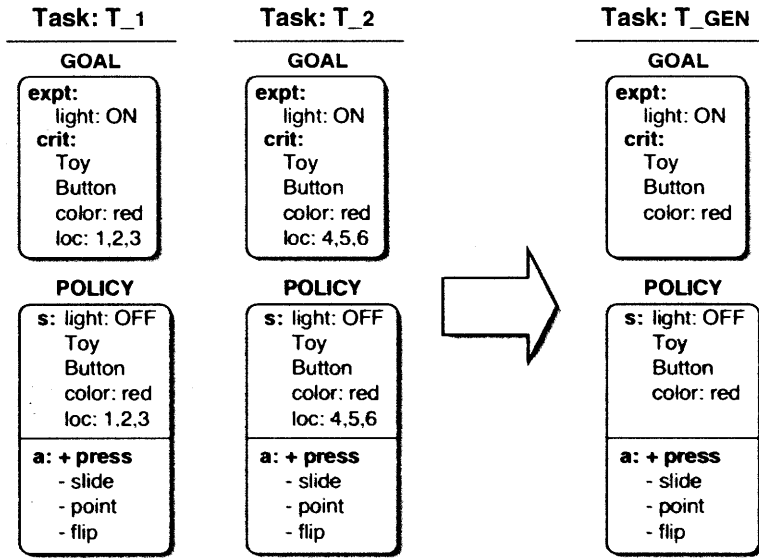 Task: T_1
GOAL
expt:
light: ON
crit:
Toy
Button
color: red
loc: 1,2,3
POLICY
s: light: OFF
Toy
Button
color: red
loc: 1,2,3
a: + press
- slide
- point
- flip
Task: T_2
GOAL
expt:
light: ON
crit:
Toy
Button
color: red
loc: 4,5,6
POLICY
s: light: OFF
Toy
Button
color: red
loc: 4,5,6
a: + press
- slide
- point
- flip
Task: T_GEN
GOAL
expt:
light: ON
crit:
Toy
Button
color: red
POLICY
s: light: OFF
Toy
Button
color: red
a: + press
- slide
- point
- flip